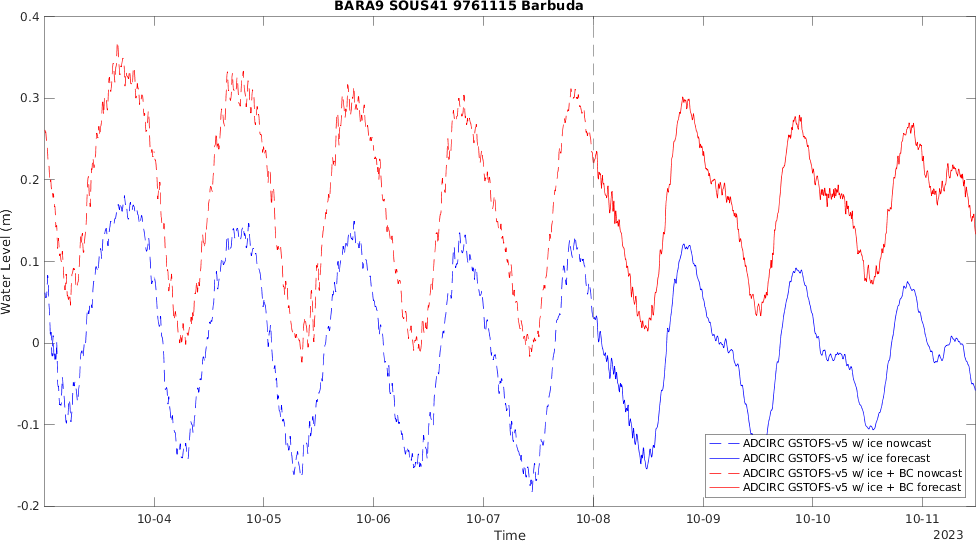 BARA9 SOUS41 9761115 Barbuda
0.4
0.3
0.2
0.1
0
-0.1
-0.2
Water Level (m)
ADCIRC GSTOFS-v5 w/ ice nowcast
ADCIRC GSTOFS-v5 w/ ice forecast
ADCIRC GSTOFS-v5 w/ ice + BC nowcast
ADCIRC GSTOFS-v5 w/ ice + BC forecast
10-04 10-05 10-06 10-07 10-08 10-09 10-10 10-11
Time
2023